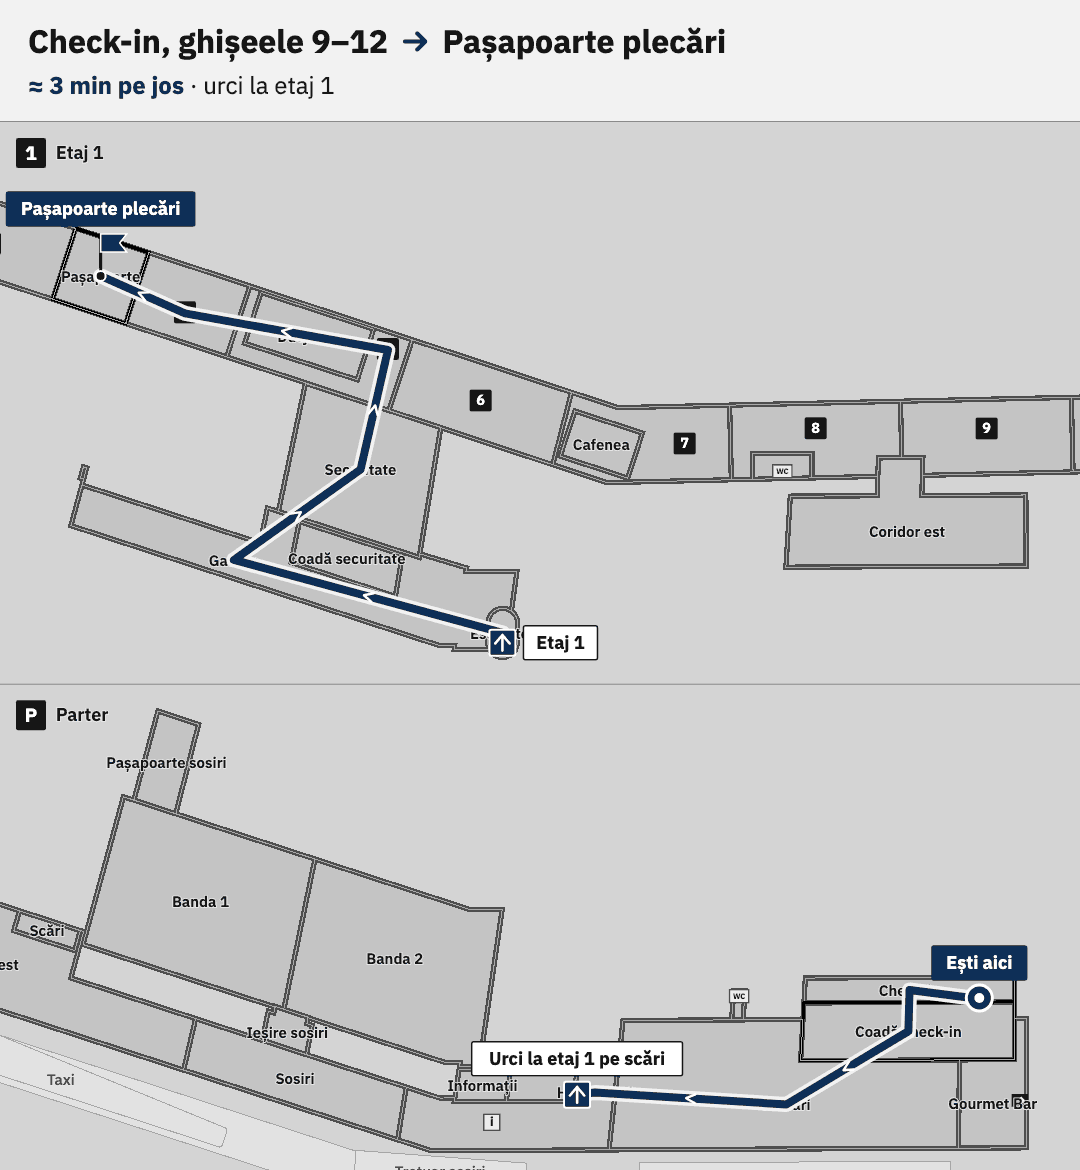 Check-in, ghișeele 9–12 → Pașapoarte plecări
≈ 3 min pe jos · urci la etaj 1
1 Etaj 1
Pașapoarte plecări
6
Cafenea
7
8
9
WC
Coridor est
Coadă securitate
Etaj 1
P Parter
Pașapoarte sosiri
Banda 1
Banda 2
Scări
est
Ieșire sosiri
Ești aici
WC
Urci la etaj 1 pe scări
Taxi
Sosiri
Informații
i
Gourmet Bar